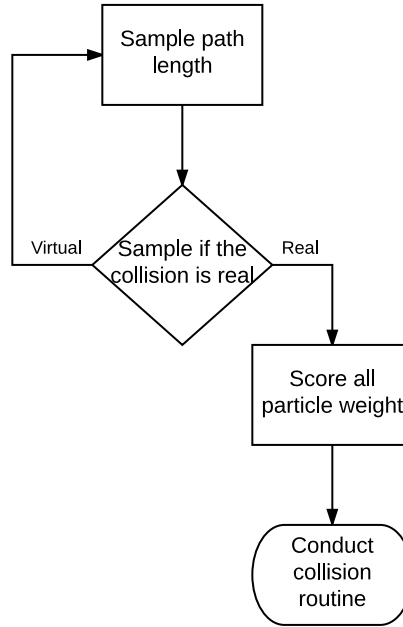 Sample path
length
Virtual
Sample if the
collision is real
Real
Score all
particle weight
Conduct
collision
routine